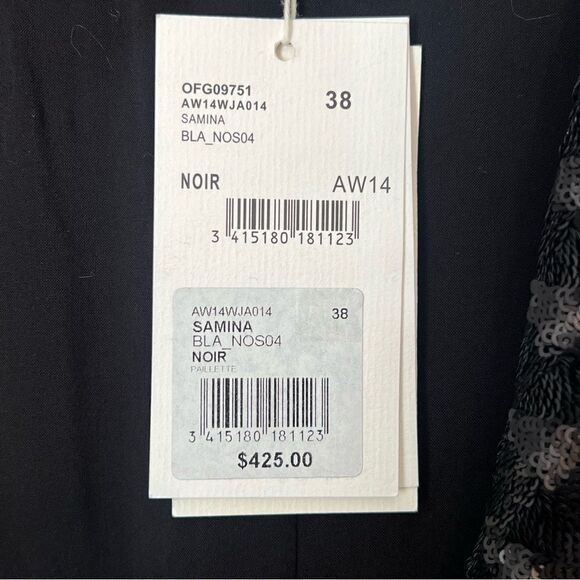 OFG09751
AW14WJA014 38
SAMINA
BLA_NOS04
NOIR AW14
3 415180 181123
AW14WJA014 38
SAMINA
BLA_NOS04
NOIR
PAILLETTE
3 415180 181123
$425.00